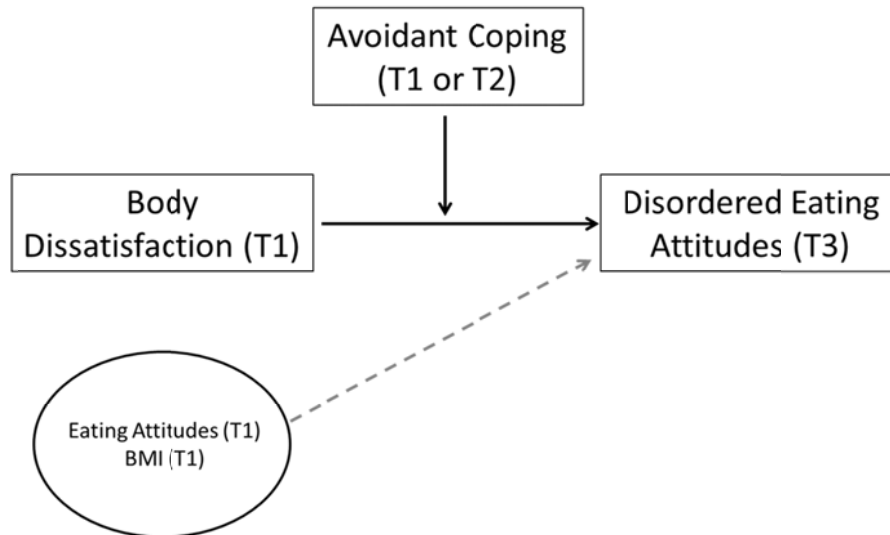 Avoidant Coping
(T1 or T2)
Body
Dissatisfaction (T1)
Disordered Eating
Attitudes (T3)
Eating Attitudes (T1)
BMI (T1)